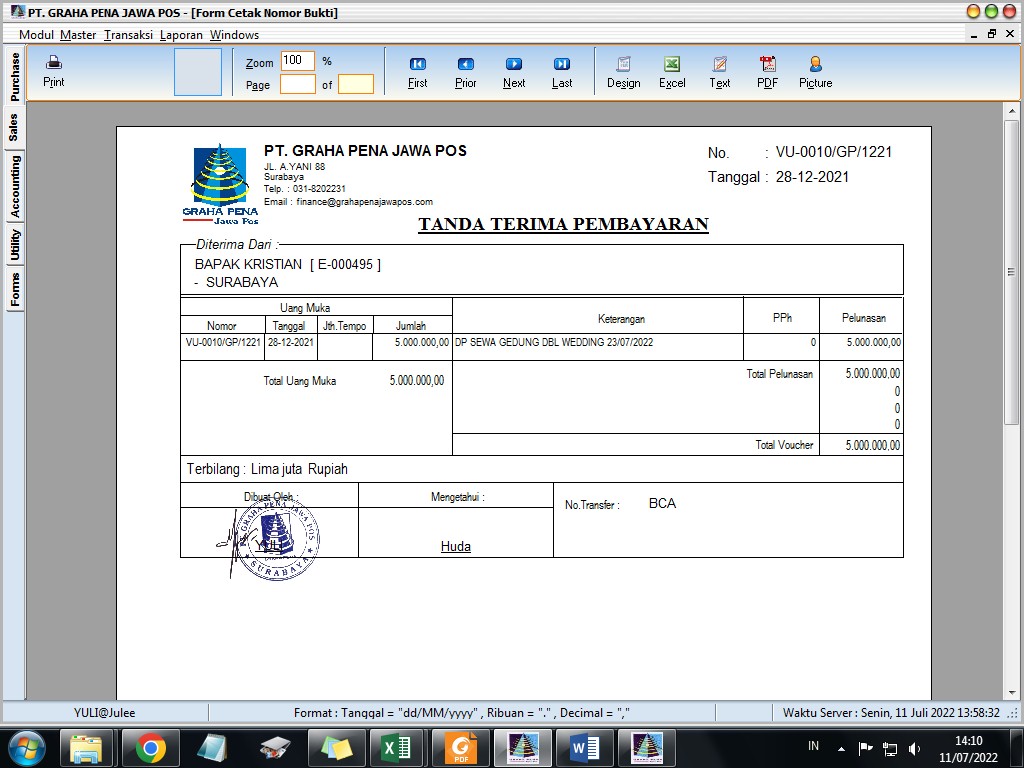 PT. GRAHA PENA JAWA POS - [Form Cetak Nomor Bukti]
Modul Master Transaksi Laporan Windows
Purchase
Sales
Accounting
Utility
Forms
Print
Zoom 100 %
Page of
First Prior Next Last Design Excel Text PDF Picture
GRAHA PENA
Jawa Pos
PT. GRAHA PENA JAWA POS
JL. A.YANI 88
Surabaya
Telp. : 031-8202231
Email : finance@grahapenajawapos.com
No. : VU-0010/GP/1221
Tanggal : 28-12-2021
TANDA TERIMA PEMBAYARAN
Diterima Dari :
BAPAK KRISTIAN [ E-000495 ]
- SURABAYA
Uang Muka
Nomor Tanggal Jth.Tempo Jumlah Keterangan PPh Pelunasan
VU-0010/GP/1221 28-12-2021 5.000.000,00 DP SEWA GEDUNG DBL WEDDING 23/07/2022 0 5.000.000,00
Total Uang Muka 5.000.000,00
Total Pelunasan 5.000.000,00
0
0
0
Total Voucher 5.000.000,00
Terbilang : Lima juta Rupiah
Dibuat Oleh : Mengetahui : No.Transfer : BCA
PT. GRAHA PENA JAWA POS
SURABAYA
YULI
Huda
YULI@Julee Format : Tanggal = "dd/MM/yyyy" , Ribuan = "." , Decimal = "," Waktu Server : Senin, 11 Juli 2022 13:58:32
PDF
IN
14:10
11/07/2022